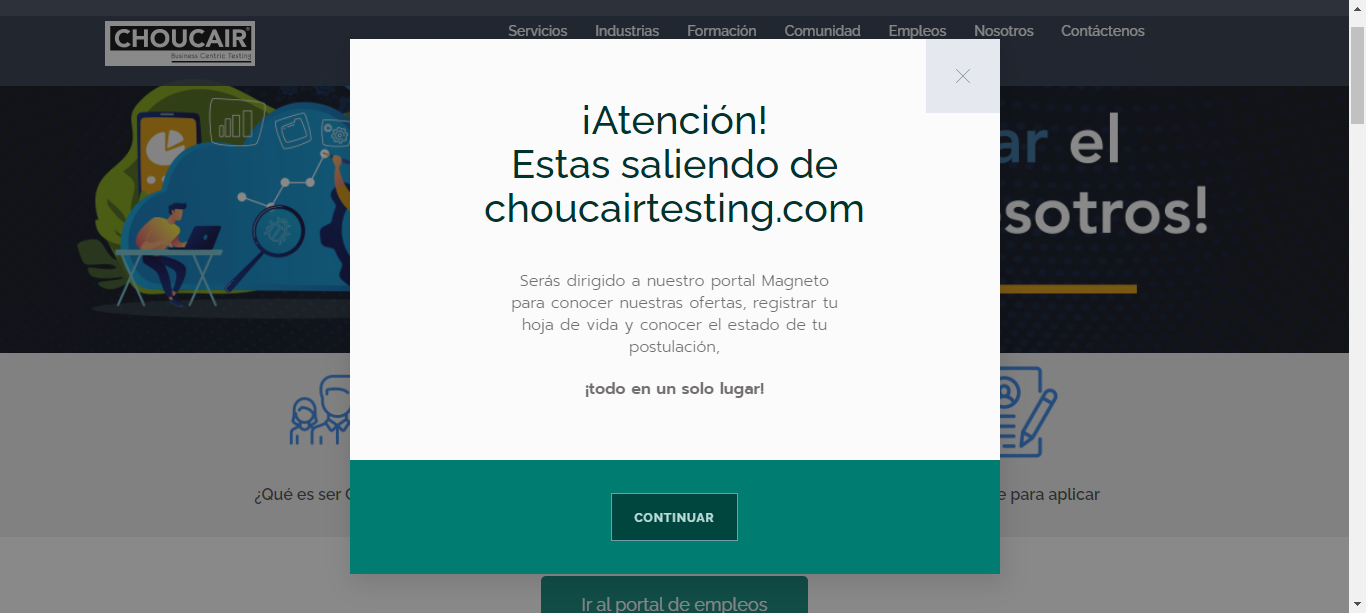 CHOUCAIR
Business Centric Testing
Servicios Industrias Formación Comunidad Empleos Nosotros Contáctenos
¡Atención!
Estas saliendo de
choucairtesting.com
ar el
sotros!
Serás dirigido a nuestro portal Magneto
para conocer nuestras ofertas, registrar tu
hoja de vida y conocer el estado de tu
postulación,
¡todo en un solo lugar!
¿Qué es ser
e para aplicar
CONTINUAR
Ir al portal de empleos